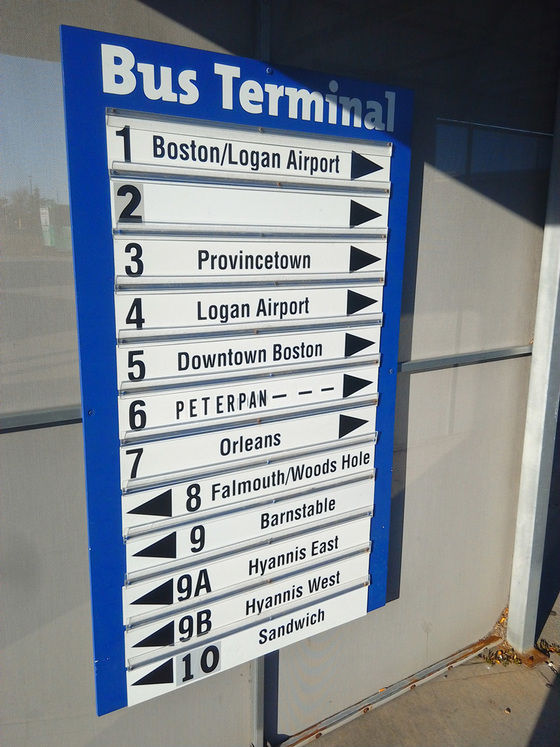 Bus Terminal
1 Boston/Logan Airport
2
3 Provincetown
4 Logan Airport
5 Downtown Boston
6 PETERPAN---
7 Orleans
8 Falmouth/Woods Hole
9 Barnstable
9A Hyannis East
9B Hyannis West
10 Sandwich